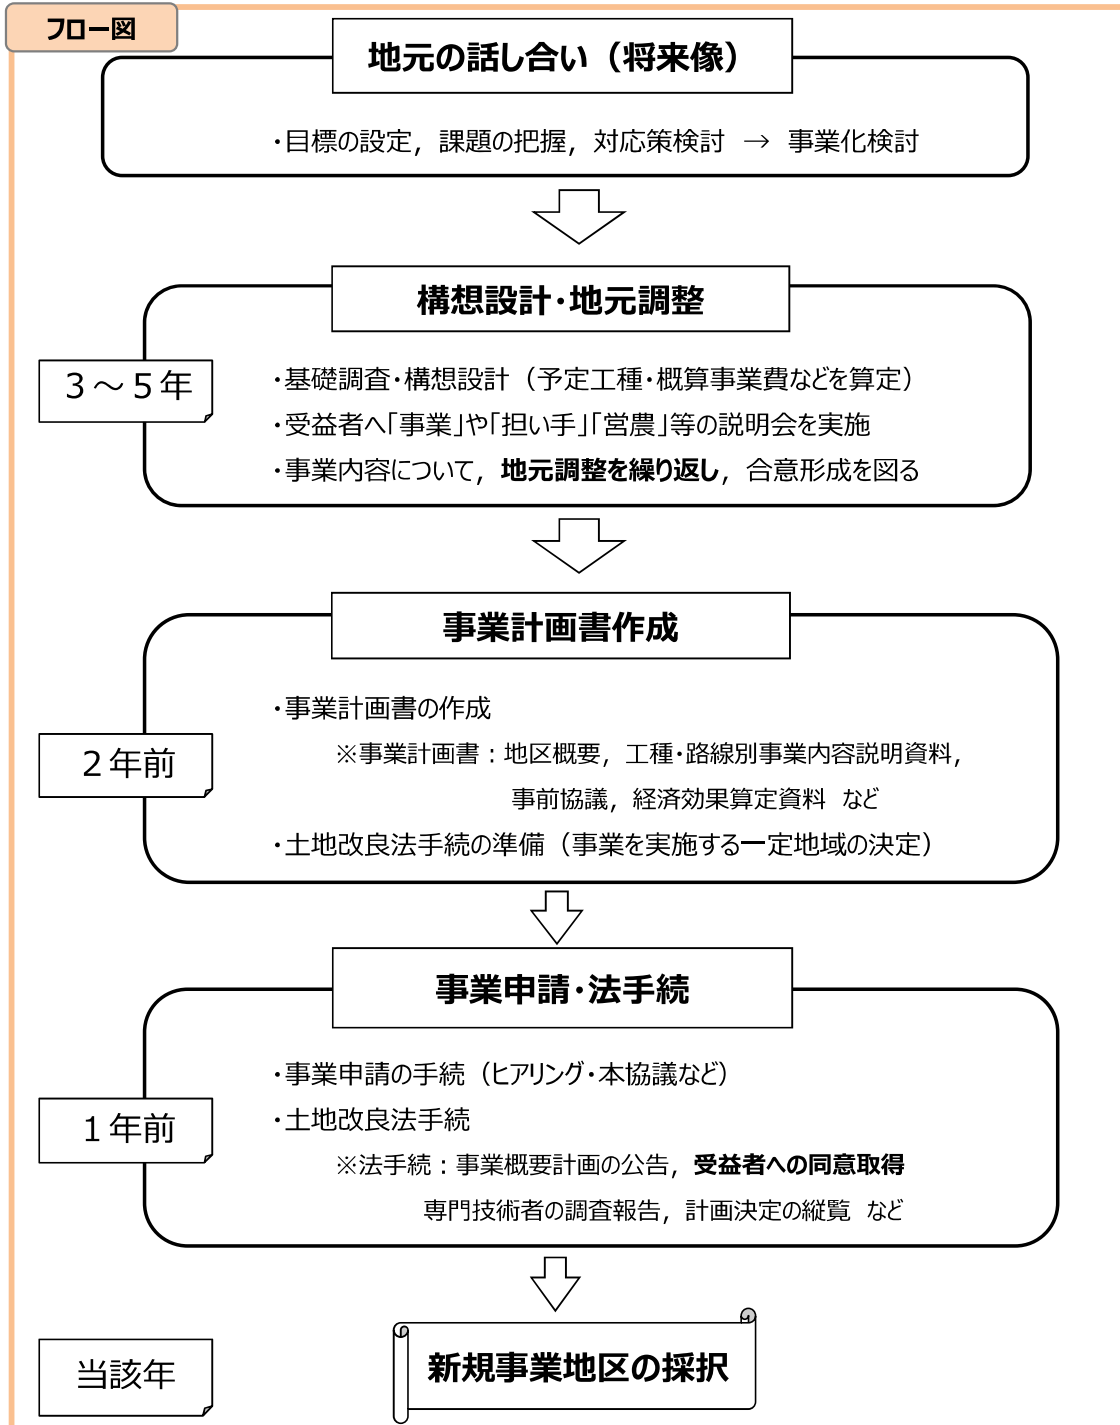 フロー図
地元の話し合い（将来像）
・目標の設定，課題の把握，対応策検討　→　事業化検討
構想設計・地元調整
３～５年
・基礎調査・構想設計（予定工種・概算事業費などを算定）
・受益者へ「事業」や「担い手」「営農」等の説明会を実施
・事業内容について，地元調整を繰り返し，合意形成を図る
事業計画書作成
２年前
・事業計画書の作成
※事業計画書：地区概要，工種・路線別事業内容説明資料，
事前協議，経済効果算定資料　など
・土地改良法手続の準備（事業を実施する一定地域の決定）
事業申請・法手続
１年前
・事業申請の手続（ヒアリング・本協議など）
・土地改良法手続
※法手続：事業概要計画の公告，受益者への同意取得
専門技術者の調査報告，計画決定の縦覧　など
当該年
新規事業地区の採択